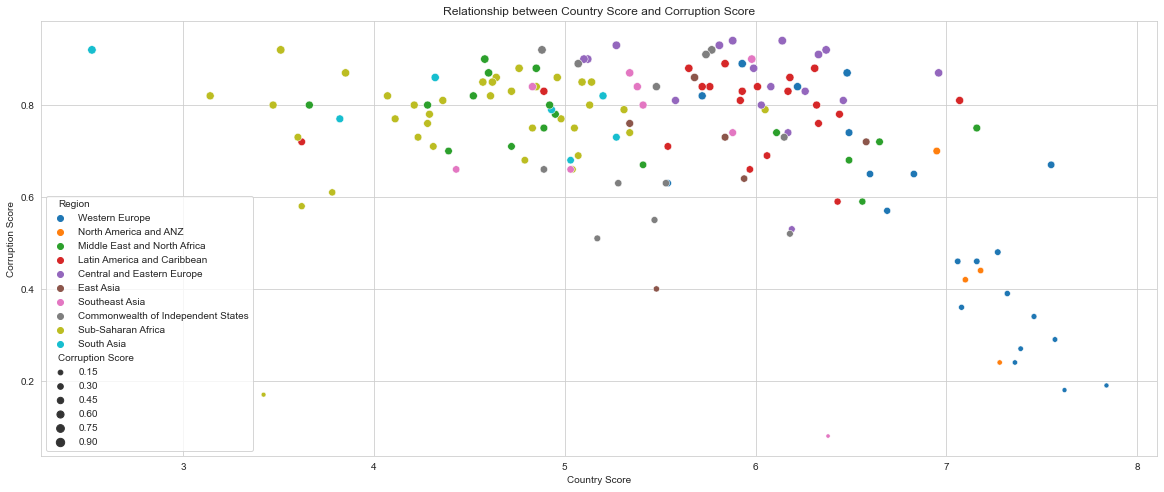 Relationship between Country Score and Corruption Score
Corruption Score
0.8
0.6
0.4
0.2
Region
Western Europe
North America and ANZ
Middle East and North Africa
Latin America and Caribbean
Central and Eastern Europe
East Asia
Southeast Asia
Commonwealth of Independent States
Sub-Saharan Africa
South Asia
Corruption Score
0.15
0.30
0.45
0.60
0.75
0.90
3 4 5 6 7 8
Country Score